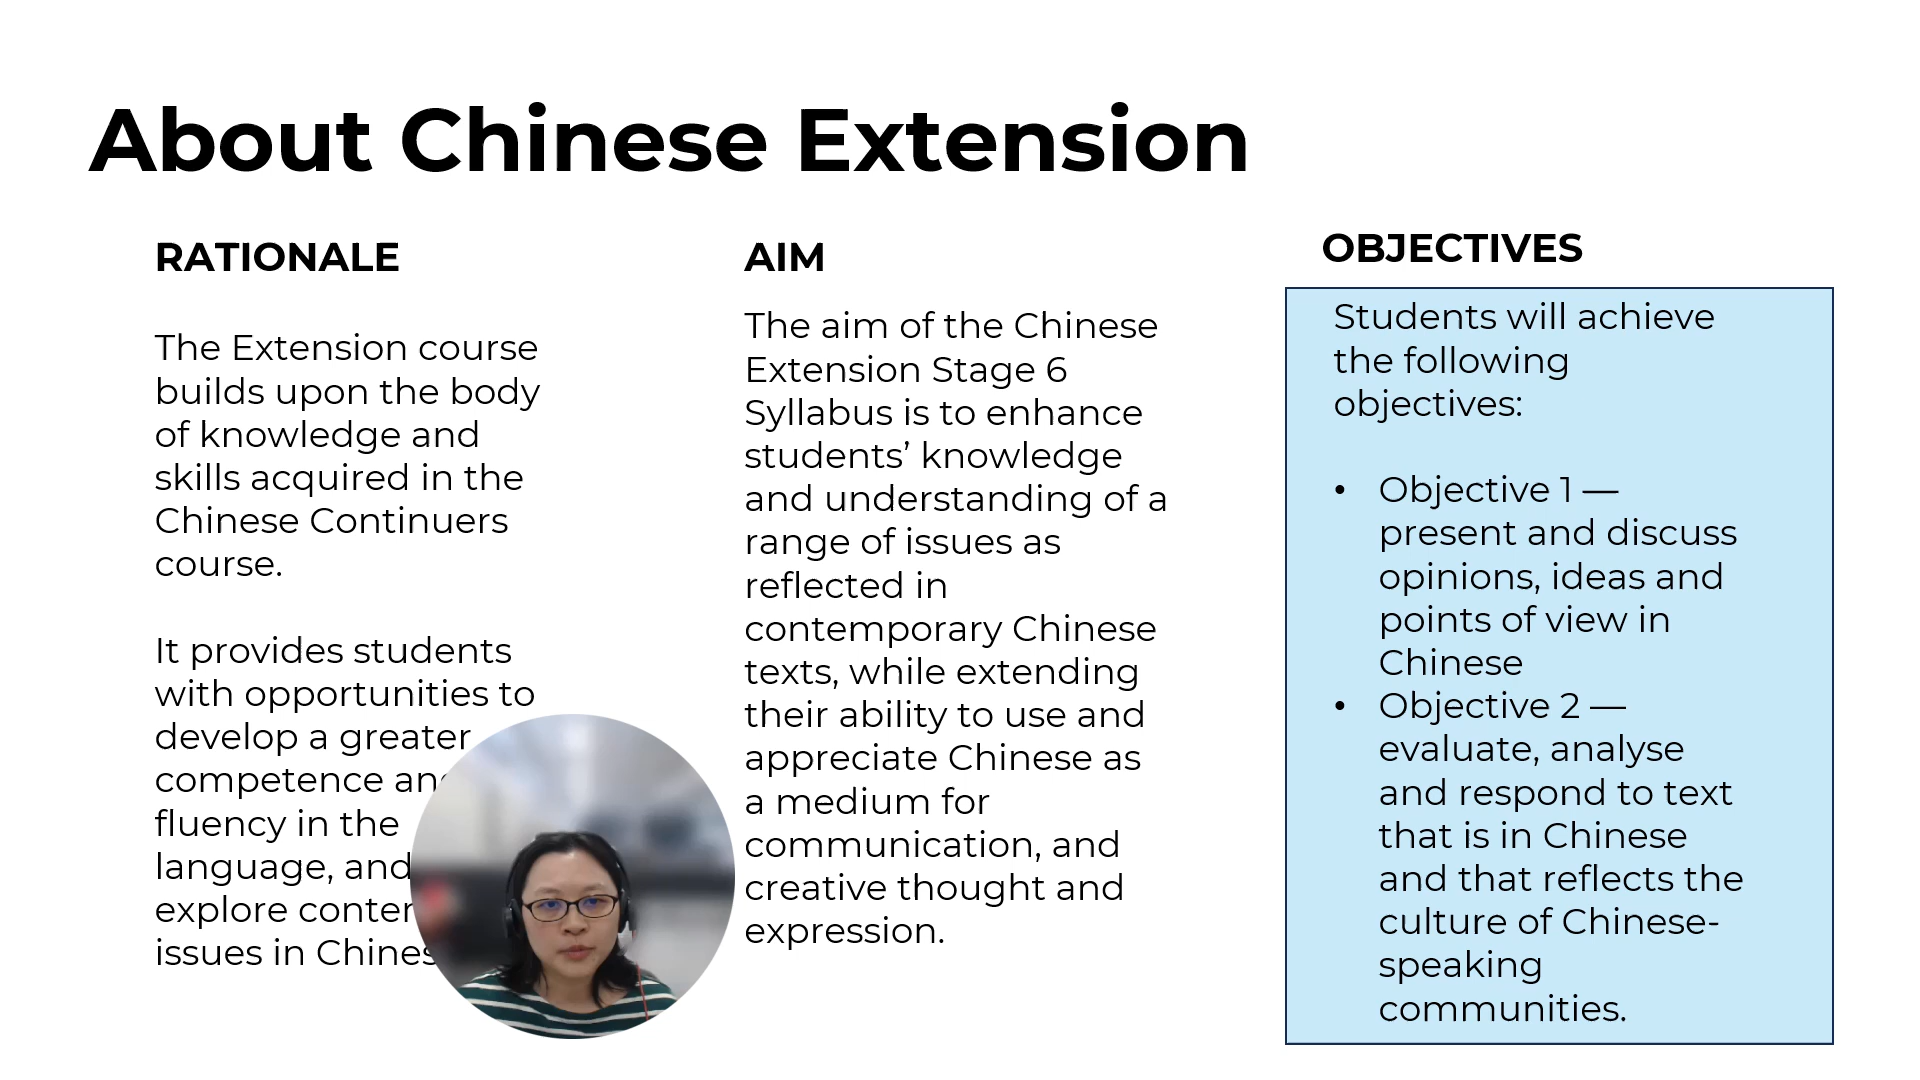 About Chinese Extension
RATIONALE
The Extension course
builds upon the body
of knowledge and
skills acquired in the
Chinese Continuers
course.
It provides students
with opportunities to
develop a greater
competence
fluency in the
language, and
explore
issues in
AIM
The aim of the Chinese
Extension Stage 6
Syllabus is to enhance
students’ knowledge
and understanding of a
range of issues as
reflected in
contemporary Chinese
texts, while extending
their ability to use and
appreciate Chinese as
a medium for
communication, and
creative thought and
expression.
OBJECTIVES
Students will achieve
the following
objectives:
• Objective 1 —
present and discuss
opinions, ideas and
points of view in
Chinese
• Objective 2 —
evaluate, analyse
and respond to text
that is in Chinese
and that reflects the
culture of Chinese-
speaking
communities.